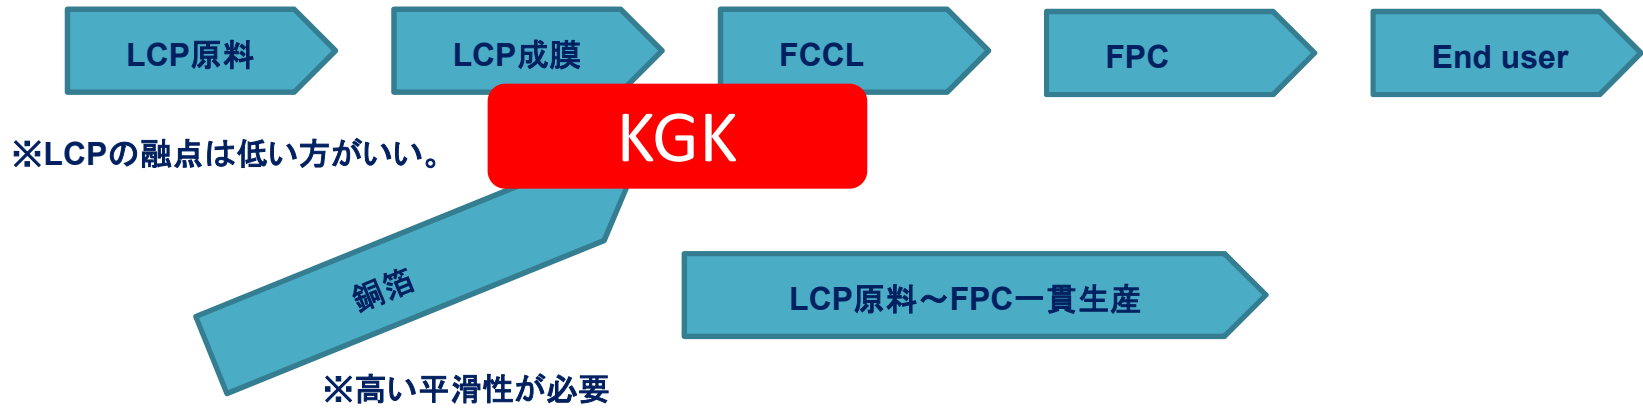 LCP原料
LCP成膜
FCCL
FPC
End user
KGK
※LCPの融点は低い方がいい。
銅箔
LCP原料～FPC一貫生産
※高い平滑性が必要